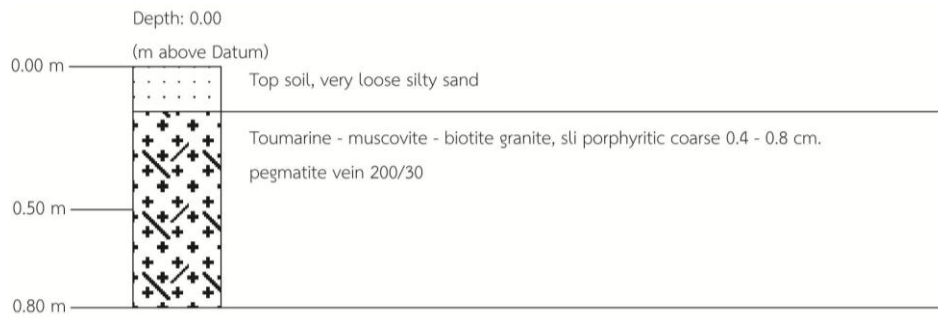 Depth: 0.00
(m above Datum)
0.00 m
Top soil, very loose silty sand
Toumarine - muscovite - biotite granite, sli porphyritic coarse 0.4 - 0.8 cm.
pegmatite vein 200/30
0.50 m
0.80 m